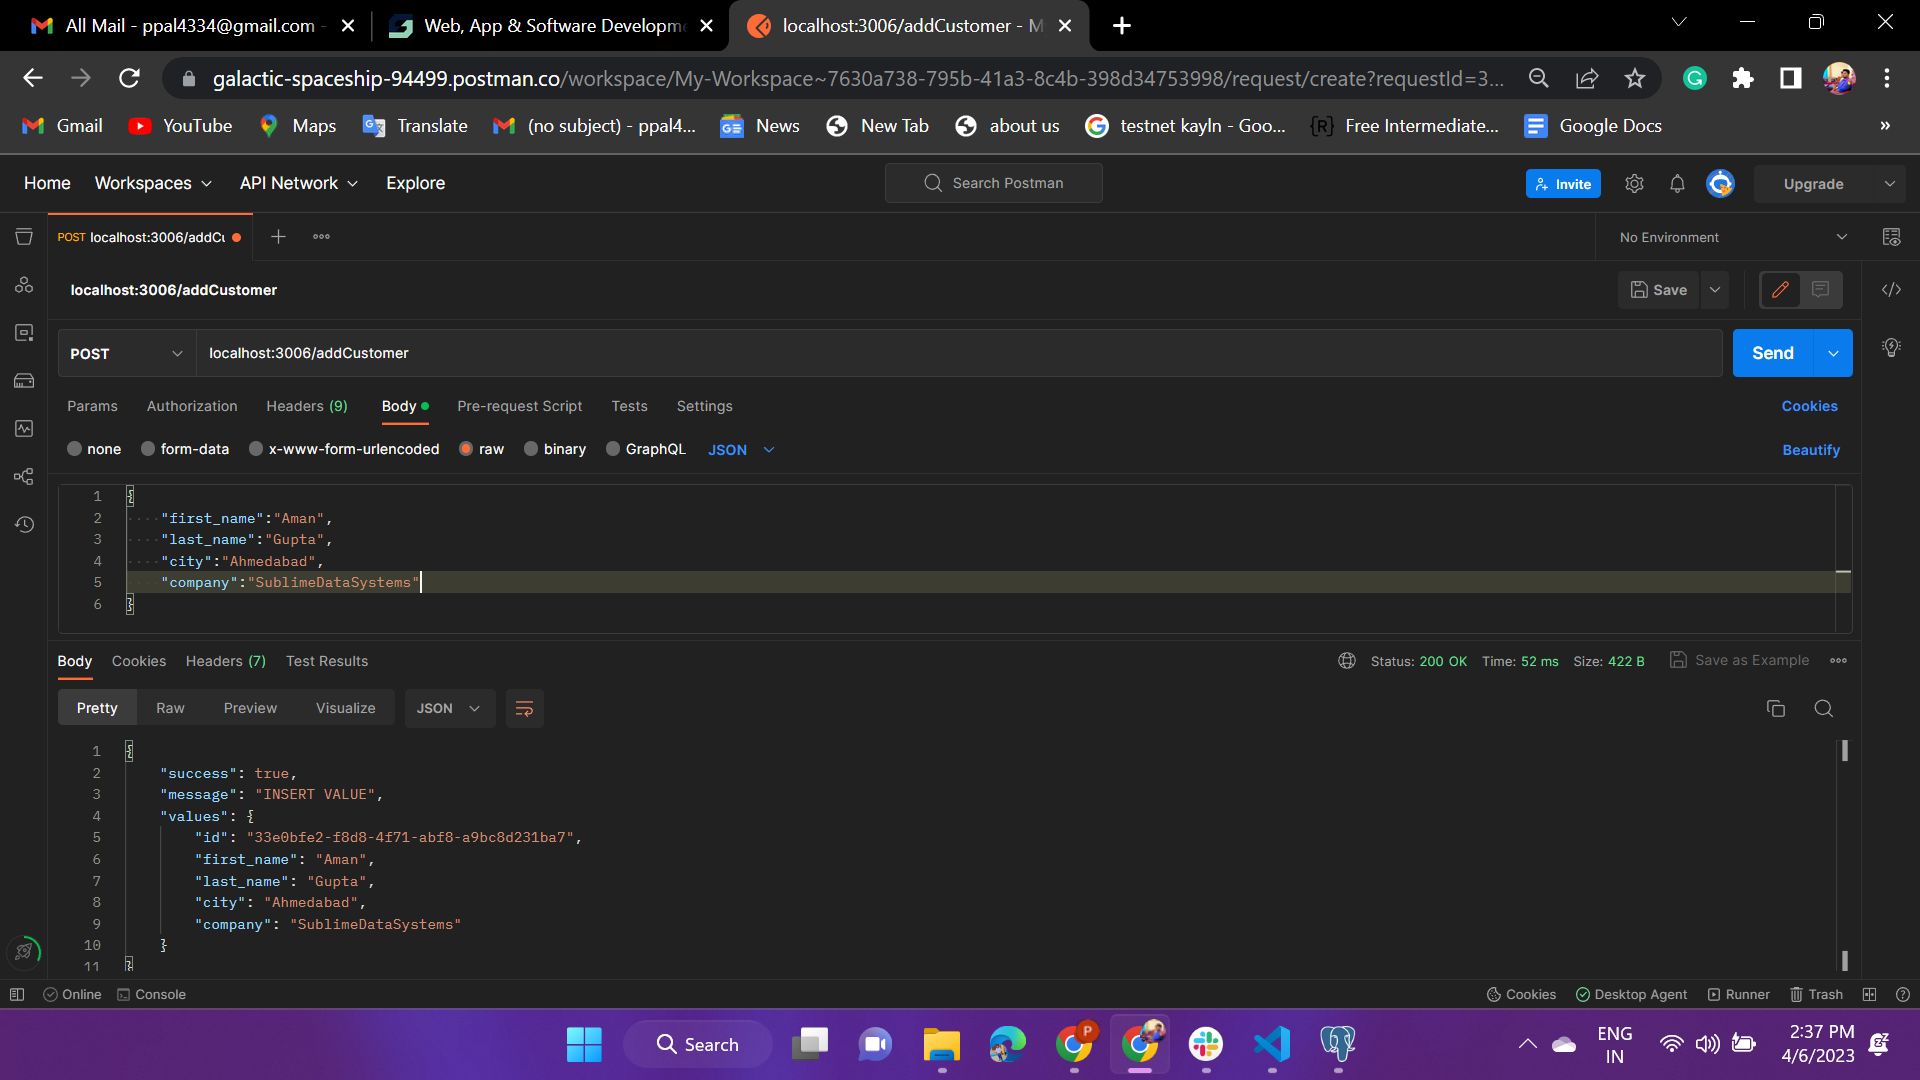 All Mail - ppal4334@gmail.com -
Web, App & Software Developme
localhost:3006/addCustomer - M
galactic-spaceship-94499.postman.co/workspace/My-Workspace~7630a738-795b-41a3-8c4b-398d34753998/request/create?requestId=3...
Gmail YouTube Maps Translate (no subject) - ppal4... News New Tab about us testnet kayln - Goo... {R} Free Intermediate... Google Docs »
Home Workspaces API Network Explore Search Postman Invite Upgrade
POST localhost:3006/addCu No Environment
localhost:3006/addCustomer Save
POST localhost:3006/addCustomer Send
Params Authorization Headers (9) Body Pre-request Script Tests Settings Cookies
none form-data x-www-form-urlencoded raw binary GraphQL JSON Beautify
1 {
2 "first_name":"Aman",
3 "last_name":"Gupta",
4 "city":"Ahmedabad",
5 "company":"SublimeDataSystems"
6 }
Body Cookies Headers (7) Test Results Status: 200 OK Time: 52 ms Size: 422 B Save as Example
Pretty Raw Preview Visualize JSON
1 {
2 "success": true,
3 "message": "INSERT VALUE",
4 "values": {
5 "id": "33e0bfe2-f8d8-4f71-abf8-a9bc8d231ba7",
6 "first_name": "Aman",
7 "last_name": "Gupta",
8 "city": "Ahmedabad",
9 "company": "SublimeDataSystems"
10 }
11 }
Online Console Cookies Desktop Agent Runner Trash
Search P ENG 2:37 PM
IN 4/6/2023